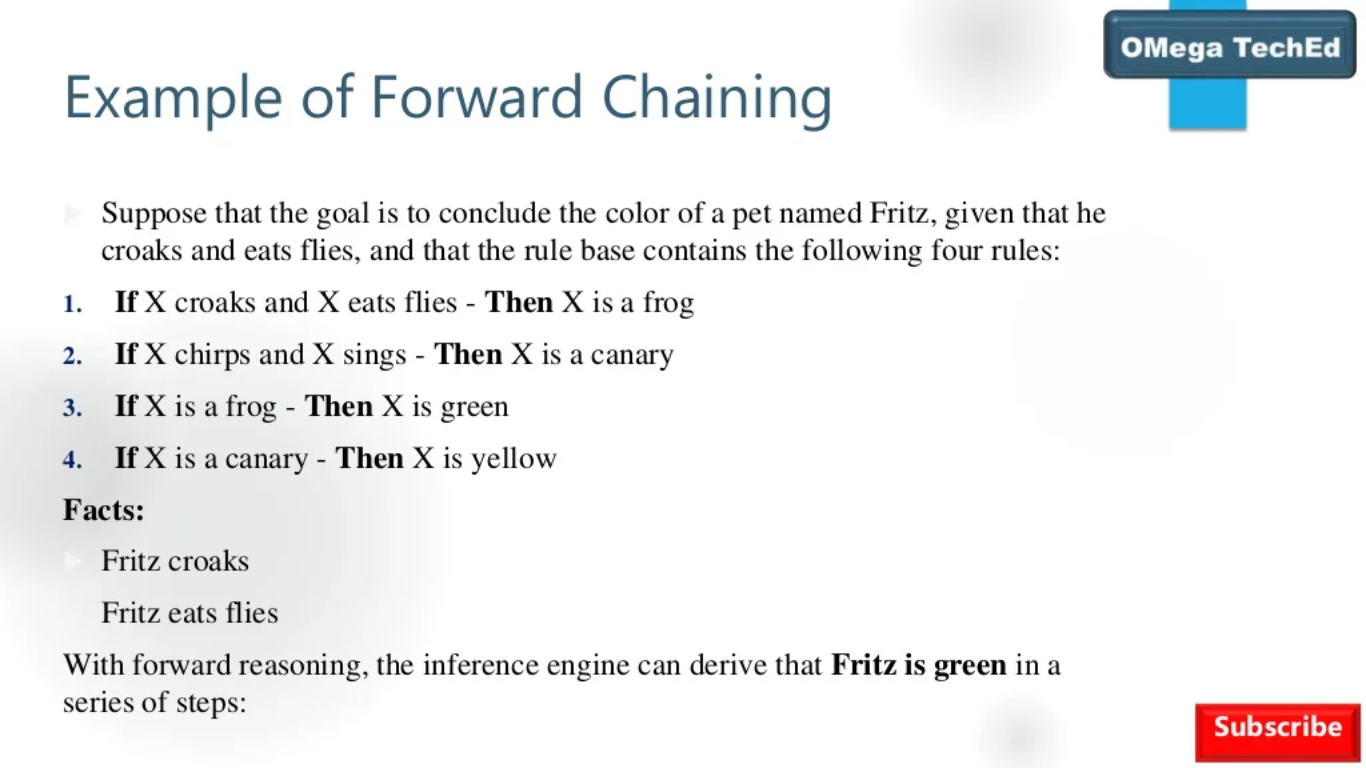 OMega TechEd
Example of Forward Chaining
Suppose that the goal is to conclude the color of a pet named Fritz, given that he
croaks and eats flies, and that the rule base contains the following four rules:
1. If X croaks and X eats flies - Then X is a frog
2. If X chirps and X sings - Then X is a canary
3. If X is a frog - Then X is green
4. If X is a canary - Then X is yellow
Facts:
Fritz croaks
Fritz eats flies
With forward reasoning, the inference engine can derive that Fritz is green in a
series of steps:
Subscribe